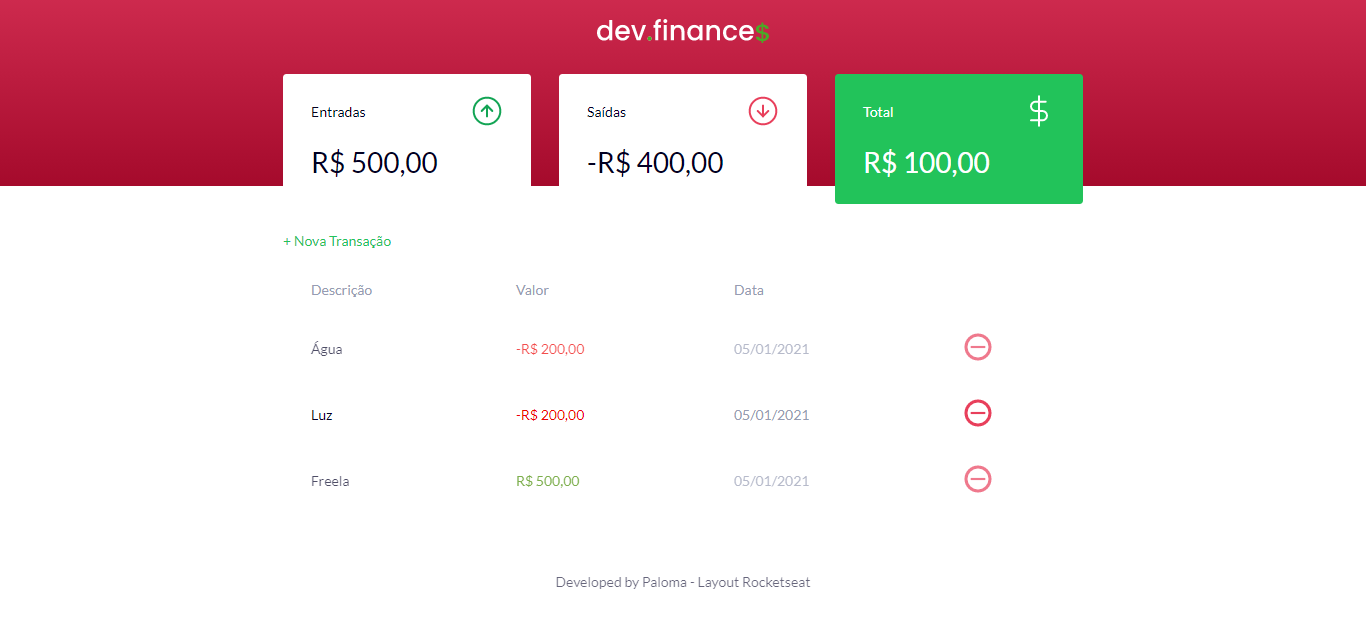 dev.finance$
Entradas
R$ 500,00
Saídas
-R$ 400,00
Total
$
R$ 100,00
+ Nova Transação
Descrição Valor Data
Água -R$ 200,00 05/01/2021
Luz -R$ 200,00 05/01/2021
Freela R$ 500,00 05/01/2021
Developed by Paloma - Layout Rocketseat